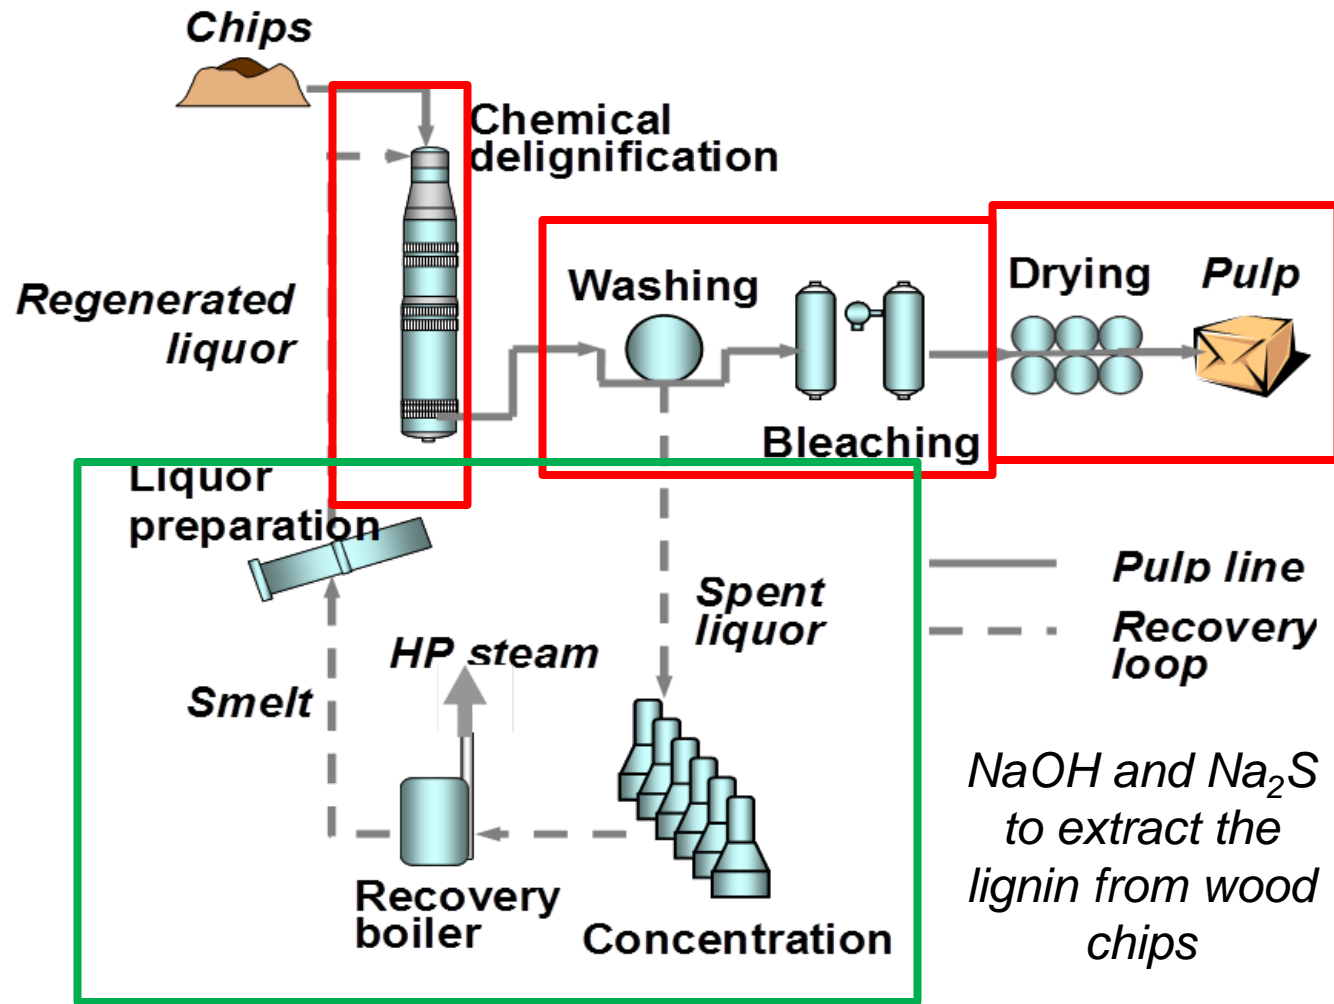 Chips
Chemical
delignification
Regenerated
liquor
Washing
Bleaching
Drying
Pulp
Liquor
preparation
Spent
liquor
HP steam
Smelt
Recovery
boiler
Concentration
Pulp line
Recovery
loop
NaOH and Na₂S
to extract the
lignin from wood
chips